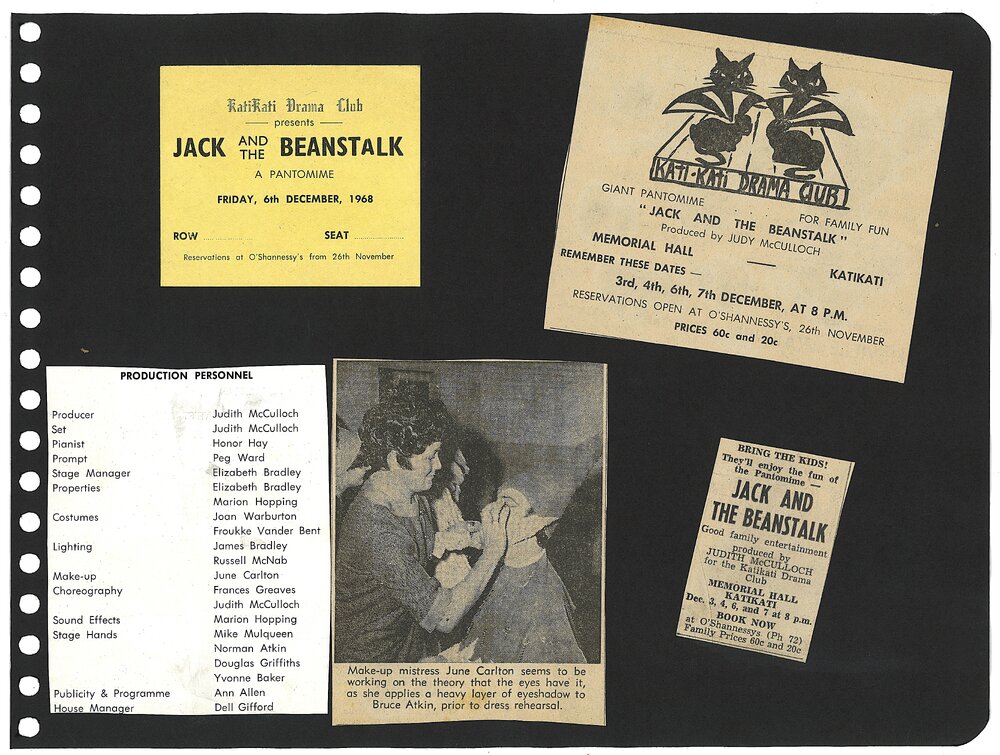 KatiKati Drama Club
presents
JACK AND THE BEANSTALK
A PANTOMIME
FRIDAY, 6th DECEMBER, 1968
ROW SEAT
Reservations at O'Shannessy's from 26th November
KATI-KATI DRAMA CLUB
GIANT PANTOMIME . . . FOR FAMILY FUN
" JACK AND THE BEANSTALK "
Produced by JUDY McCULLOCH
MEMORIAL HALL — KATIKATI
REMEMBER THESE DATES —
3rd, 4th, 6th, 7th DECEMBER, AT 8 P.M.
RESERVATIONS OPEN AT O'SHANNESSY'S, 26th NOVEMBER
PRICES 60c and 20c
PRODUCTION PERSONNEL
Producer Judith McCulloch
Set Judith McCulloch
Pianist Honor Hay
Prompt Peg Ward
Stage Manager Elizabeth Bradley
Properties Elizabeth Bradley
Marion Hopping
Costumes Joan Warburton
Froukke Vander Bent
Lighting James Bradley
Russell McNab
Make-up June Carlton
Choreography Frances Greaves
Judith McCulloch
Sound Effects Marion Hopping
Stage Hands Mike Mulqueen
Norman Atkin
Douglas Griffiths
Yvonne Baker
Publicity & Programme Ann Allen
House Manager Dell Gifford
Make-up mistress June Carlton seems to be
working on the theory that the eyes have it,
as she applies a heavy layer of eyeshadow to
Bruce Atkin, prior to dress rehearsal.
BRING THE KIDS!
They'll enjoy the fun of
the Pantomime —
JACK AND
THE BEANSTALK
Good family entertainment
produced by
JUDITH McCULLOCH
for the Katikati Drama
Club
MEMORIAL HALL
KATIKATI
Dec. 3, 4, 6, and 7 at 8 p.m.
BOOK NOW
at O'Shannessys (Ph 72)
Family Prices 60c and 20c